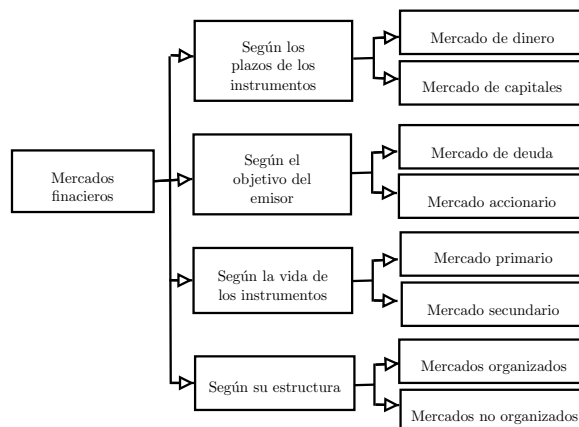 Mercados
finacieros
Según los
plazos de los
instrumentos
Mercado de dinero
Mercado de capitales
Según el
objetivo del
emisor
Mercado de deuda
Mercado accionario
Según la vida de
los instrumentos
Mercado primario
Mercado secundario
Según su estructura
Mercados organizados
Mercados no organizados